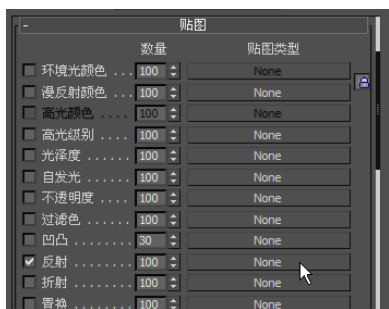 - 贴图
数量 贴图类型
环境光颜色 ... 100 None
漫反射颜色 ... 100 None
高光颜色 .... 100 None
高光级别 .... 100 None
光泽度 ...... 100 None
自发光 ...... 100 None
不透明度 .... 100 None
过滤色 ...... 100 None
凹凸 ........ 30 None
反射 ........ 100 None
折射 ........ 100 None
置换 ........ 100 None